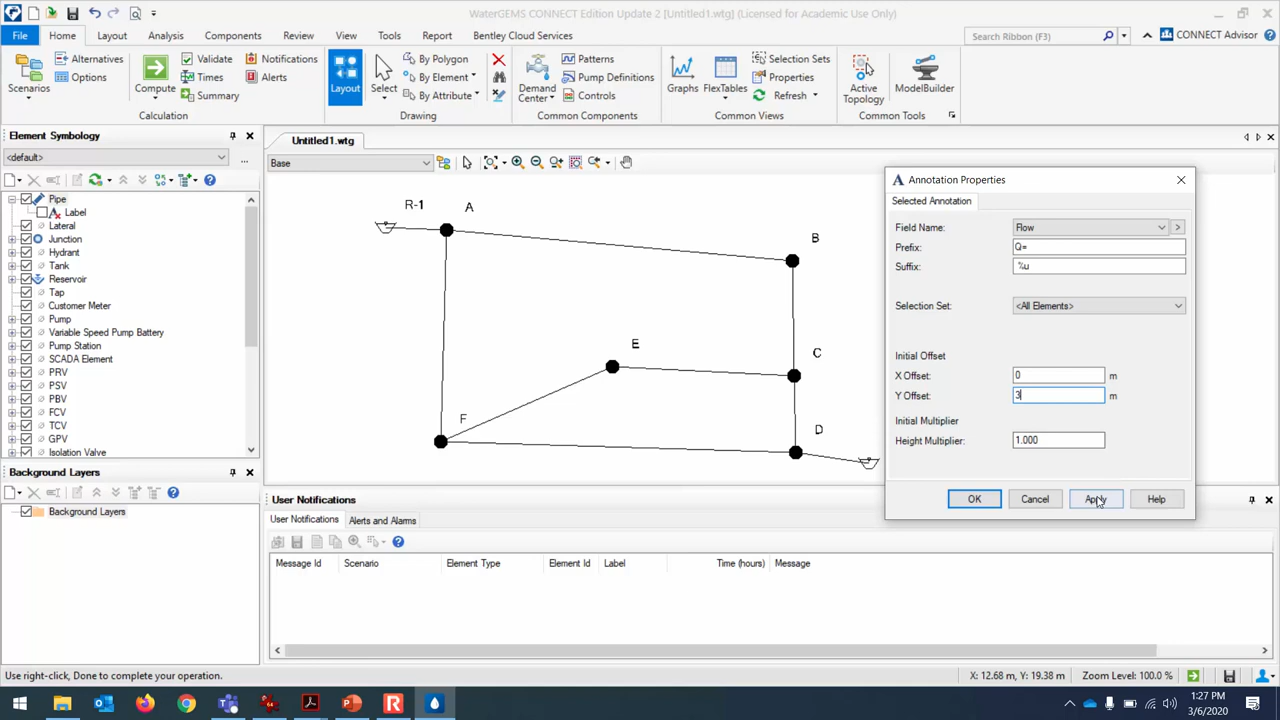 WaterGEMS CONNECT Edition Update 2 [Untitled1.wtg] (Licensed for Academic Use Only)
File Home Layout Analysis Components Review View Tools Report Bentley Cloud Services
Search Ribbon (F3)
CONNECT Advisor
Scenarios
Alternatives
Options
Compute
Validate
Times
Summary
Notifications
Alerts
Calculation
Layout
Select
By Polygon
By Element
By Attribute
Drawing
Demand Center
Patterns
Pump Definitions
Controls
Common Components
Graphs
FlexTables
Selection Sets
Properties
Refresh
Common Views
Active Topology
ModelBuilder
Common Tools
Element Symbology
<default>
...
Pipe
Label
Lateral
Junction
Hydrant
Tank
Reservoir
Tap
Customer Meter
Pump
Variable Speed Pump Battery
Pump Station
SCADA Element
PRV
PSV
PBV
FCV
TCV
GPV
Isolation Valve
Background Layers
Background Layers
Untitled1.wtg
Base
R-1
A
B
C
D
E
F
Annotation Properties
Selected Annotation
Field Name: Flow >
Prefix: Q=
Suffix: %u
Selection Set: <All Elements>
Initial Offset
X Offset: 0 m
Y Offset: 3 m
Initial Multiplier
Height Multiplier: 1.000
OK Cancel Apply Help
User Notifications
User Notifications Alerts and Alarms
Message Id Scenario Element Type Element Id Label Time (hours) Message
Use right-click, Done to complete your operation.
X: 12.68 m, Y: 19.38 m Zoom Level: 100.0 %
1:27 PM
3/6/2020